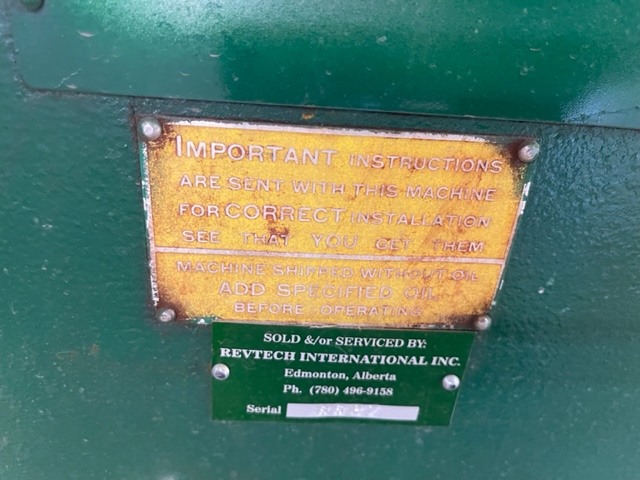 IMPORTANT INSTRUCTIONS
ARE SENT WITH THIS MACHINE
FOR CORRECT INSTALLATION
SEE THAT YOU GET THEM
MACHINE SHIPPED WITHOUT OIL
ADD SPECIFIED OIL
BEFORE OPERATING
SOLD &/or SERVICED BY:
REVTECH INTERNATIONAL INC.
Edmonton, Alberta
Ph. (780) 496-9158
Serial